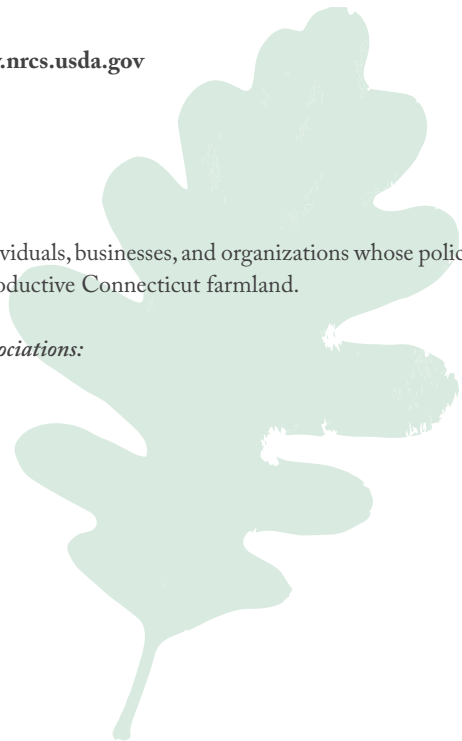 .nrcs.usda.gov
viduals, businesses, and organizations whose polic
oductive Connecticut farmland.
ociations: